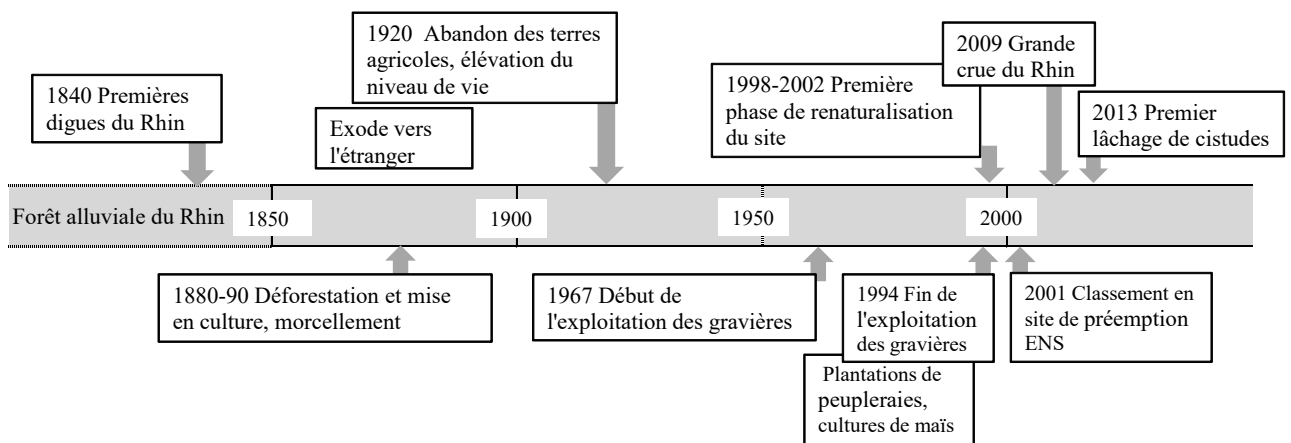 1920 Abandon des terres
agricoles, élévation du
niveau de vie
2009 Grande
crue du Rhin
1998-2002 Première
phase de renaturalisation
du site
1840 Premières
digues du Rhin
Exode vers
l'étranger
2013 Premier
lâchage de cistudes
Forêt alluviale du Rhin
1850
1900
1950
2000
1880-90 Déforestation et mise
en culture, morcellement
1967 Début de
l'exploitation des gravières
1994 Fin de
l'exploitation
des gravières
2001 Classement en
site de préemption
ENS
Plantations de
peupleraies,
cultures de maïs